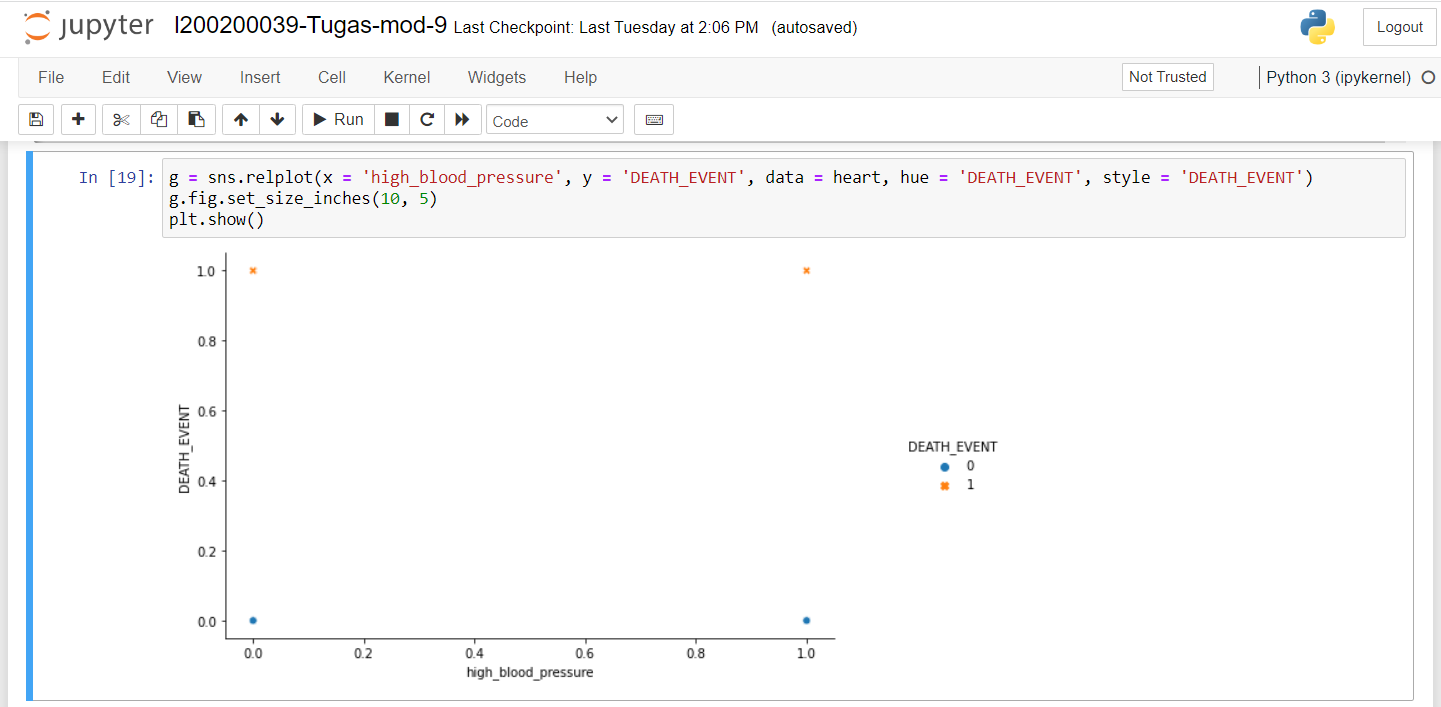 jupyter l200200039-Tugas-mod-9 Last Checkpoint: Last Tuesday at 2:06 PM (autosaved) Logout
File Edit View Insert Cell Kernel Widgets Help Not Trusted Python 3 (ipykernel)
Run Code
In [19]: g = sns.relplot(x = 'high_blood_pressure', y = 'DEATH_EVENT', data = heart, hue = 'DEATH_EVENT', style = 'DEATH_EVENT')
g.fig.set_size_inches(10, 5)
plt.show()
1.0
0.8
0.6
0.4
0.2
0.0
DEATH_EVENT
0.0 0.2 0.4 0.6 0.8 1.0
high_blood_pressure
DEATH_EVENT
0
1